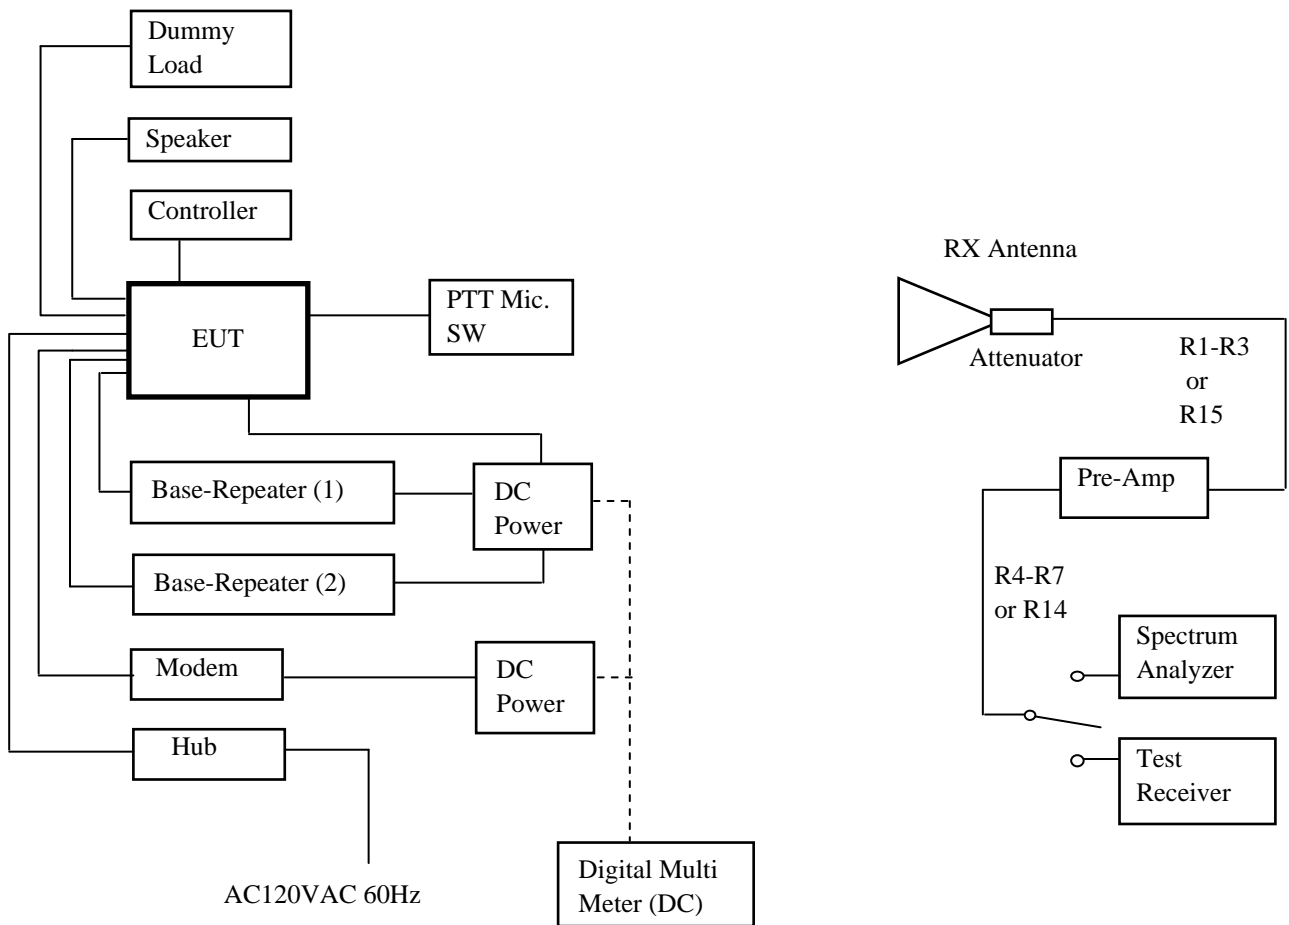 Dummy
Load
Speaker
Controller
EUT
PTT Mic.
SW
Base-Repeater (1)
DC
Power
Base-Repeater (2)
Modem
DC
Power
Hub
AC120VAC 60Hz
Digital Multi
Meter (DC)
RX Antenna
Attenuator
R1-R3
or
R15
Pre-Amp
R4-R7
or R14
Spectrum
Analyzer
Test
Receiver